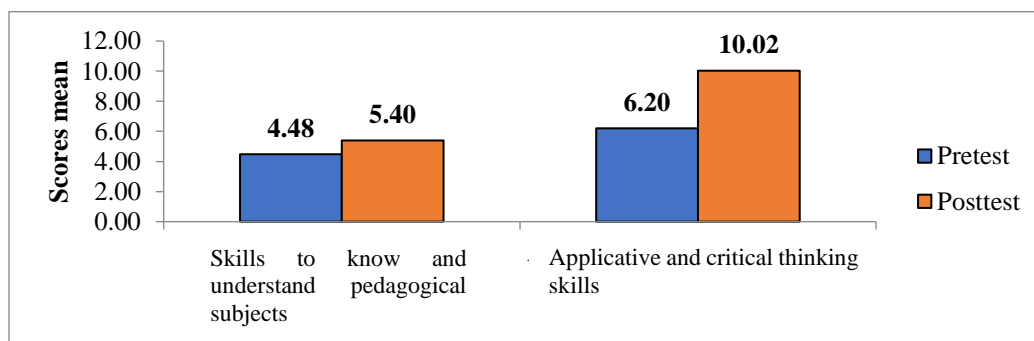 12.00
10.00
8.00
6.00
4.00
2.00
0.00
Scores mean
4.48
5.40
6.20
10.02
Pretest
Posttest
Skills to know and
understand pedagogical
subjects
Applicative and critical thinking
skills